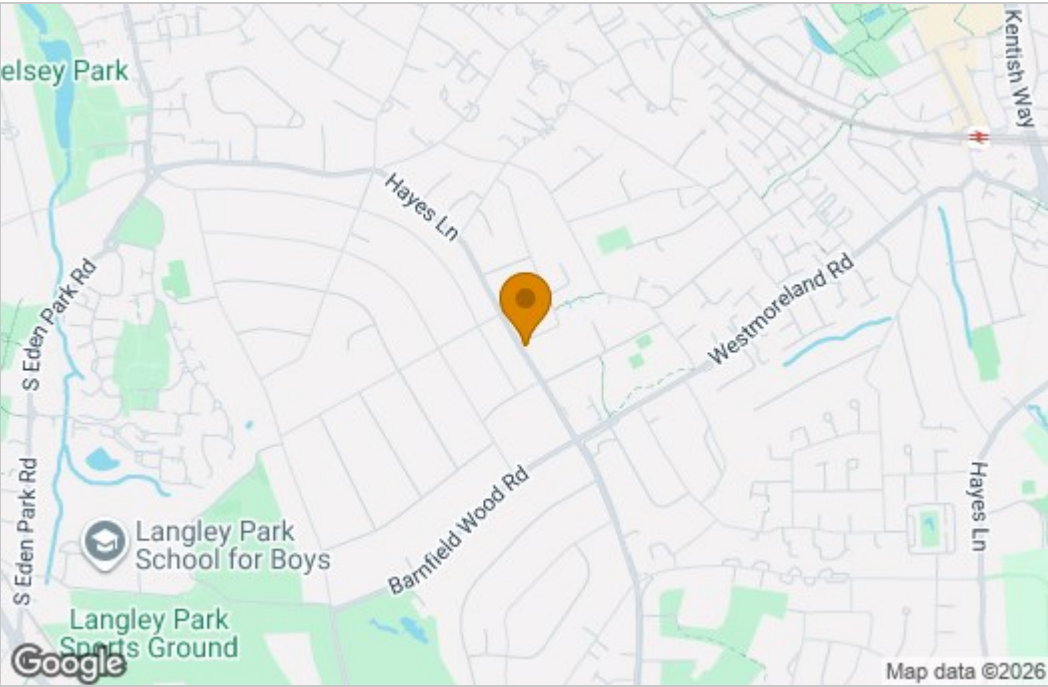 elsey Park
Kentish Way
Hayes Ln
S Eden Park Rd
Westmoreland Rd
S Eden Park Rd
Barnfield Wood Rd
Hayes Ln
Langley Park
School for Boys
Langley Park
Sports Ground
Google
Map data ©2026